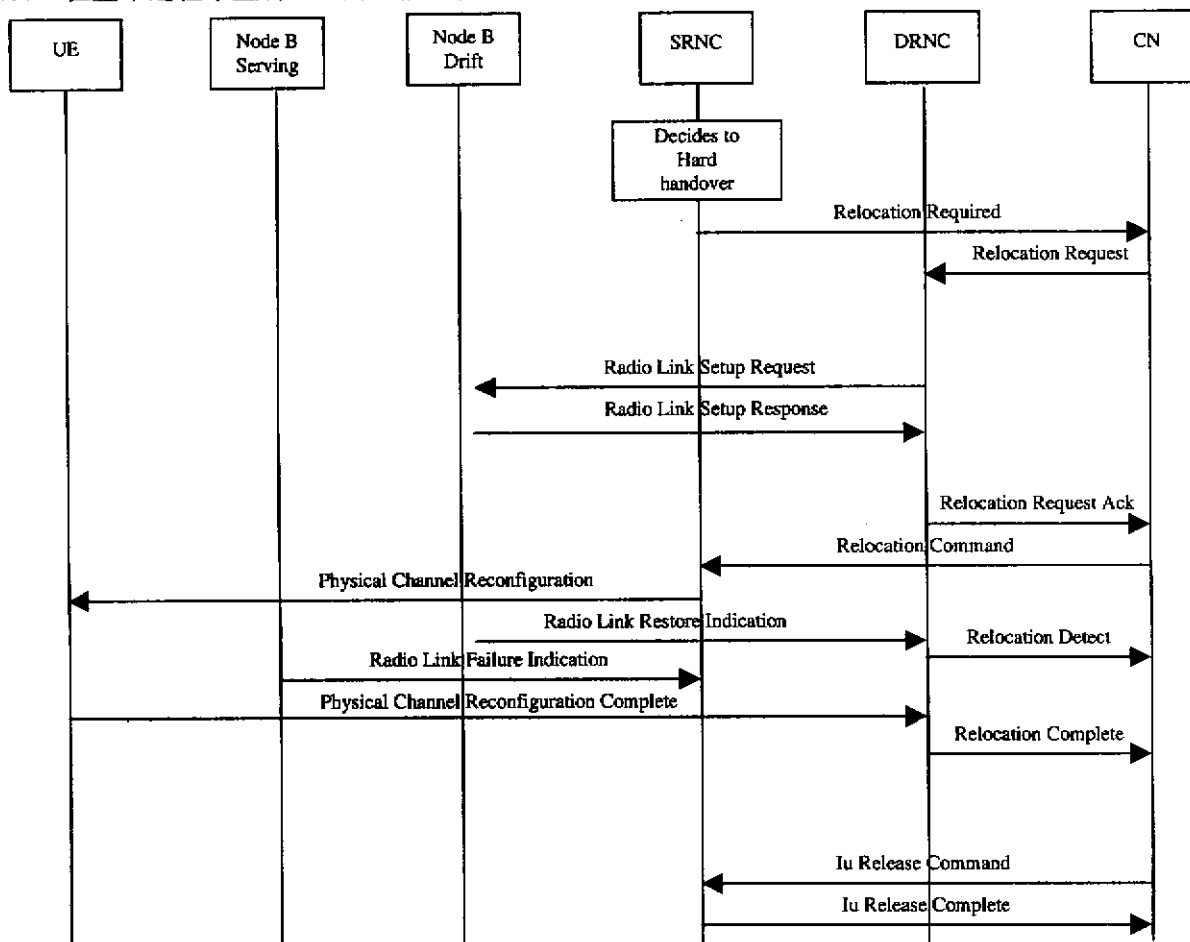 UE
Node B
Serving
Node B
Drift
SRNC
DRNC
CN
Decides to
Hard
handover
Relocation Required
Relocation Request
Radio Link Setup Request
Radio Link Setup Response
Relocation Request Ack
Relocation Command
Physical Channel Reconfiguration
Radio Link Restore Indication
Relocation Detect
Radio Link Failure Indication
Physical Channel Reconfiguration Complete
Relocation Complete
Iu Release Command
Iu Release Complete